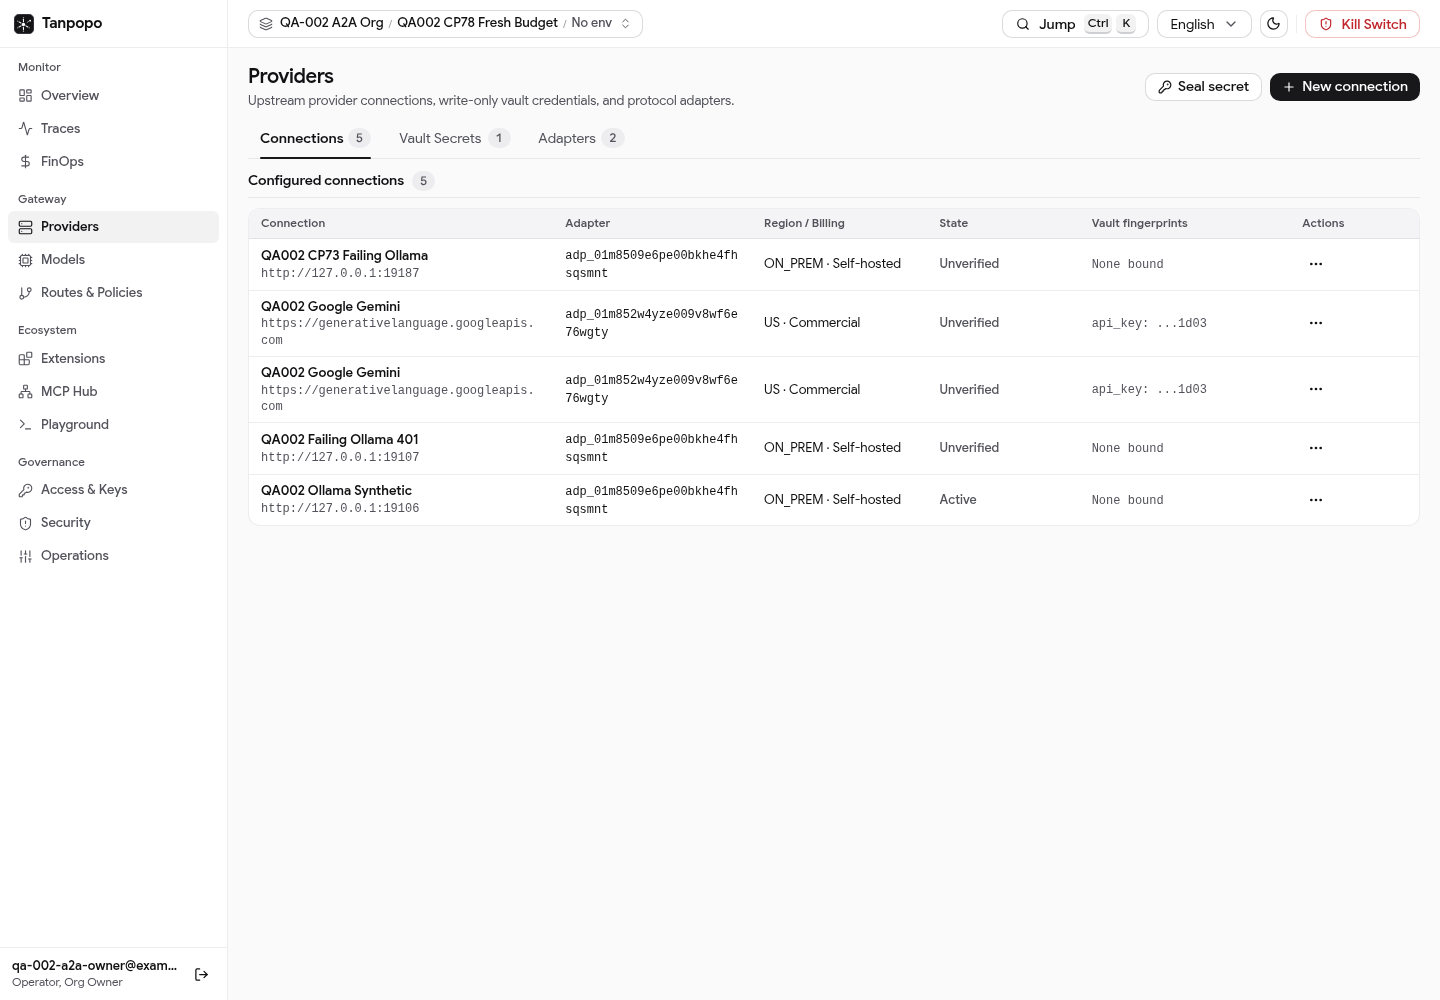 Tanpopo
QA-002 A2A Org / QA002 CP78 Fresh Budget / No env
Jump Ctrl K
English
Kill Switch
Monitor
Overview
Traces
FinOps
Gateway
Providers
Models
Routes & Policies
Ecosystem
Extensions
MCP Hub
Playground
Governance
Access & Keys
Security
Operations
qa-002-a2a-owner@exam...
Operator, Org Owner
Providers
Upstream provider connections, write-only vault credentials, and protocol adapters.
Seal secret
New connection
Connections 5
Vault Secrets 1
Adapters 2
Configured connections 5
Connection Adapter Region / Billing State Vault fingerprints Actions
QA002 CP73 Failing Ollama
http://127.0.0.1:19187
adp_01m8509e6pe00bkhe4fh
sqsmnt
ON_PREM · Self-hosted
Unverified
None bound
QA002 Google Gemini
https://generativelanguage.googleapis.
com
adp_01m852w4yze009v8wf6e
76wgty
US · Commercial
Unverified
api_key: ...1d03
QA002 Google Gemini
https://generativelanguage.googleapis.
com
adp_01m852w4yze009v8wf6e
76wgty
US · Commercial
Unverified
api_key: ...1d03
QA002 Failing Ollama 401
http://127.0.0.1:19107
adp_01m8509e6pe00bkhe4fh
sqsmnt
ON_PREM · Self-hosted
Unverified
None bound
QA002 Ollama Synthetic
http://127.0.0.1:19106
adp_01m8509e6pe00bkhe4fh
sqsmnt
ON_PREM · Self-hosted
Active
None bound